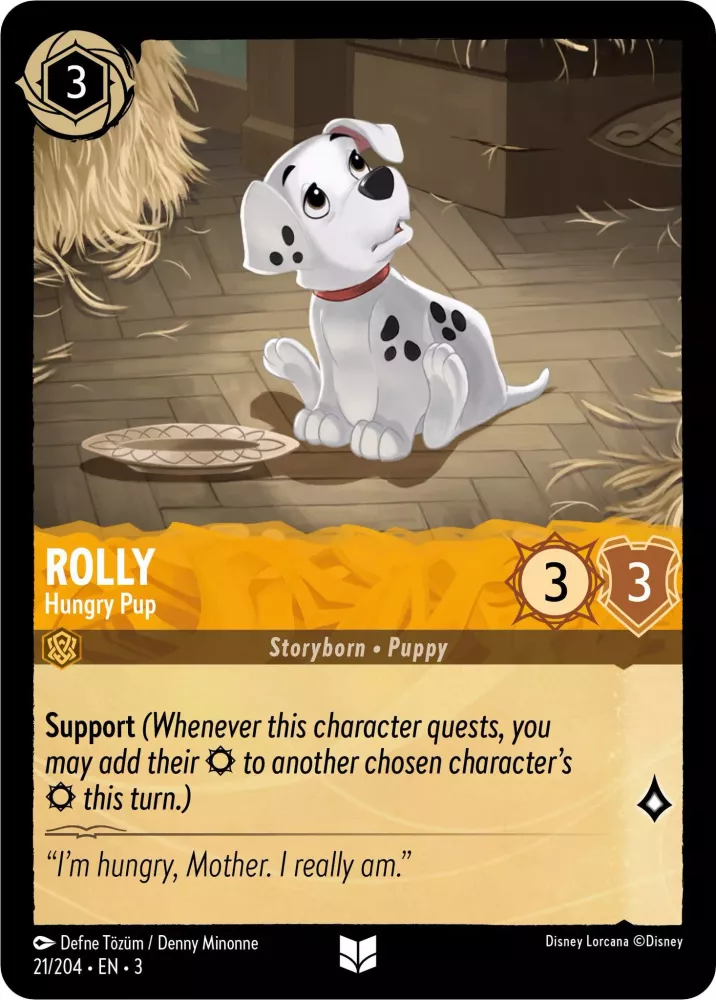 3
ROLLY
Hungry Pup
3
3
Storyborn • Puppy
Support (Whenever this character quests, you
may add their to another chosen character's
this turn.)
“I'm hungry, Mother. I really am.”
Defne Tözüm / Denny Minonne
21/204 • EN • 3
Disney Lorcana ©Disney